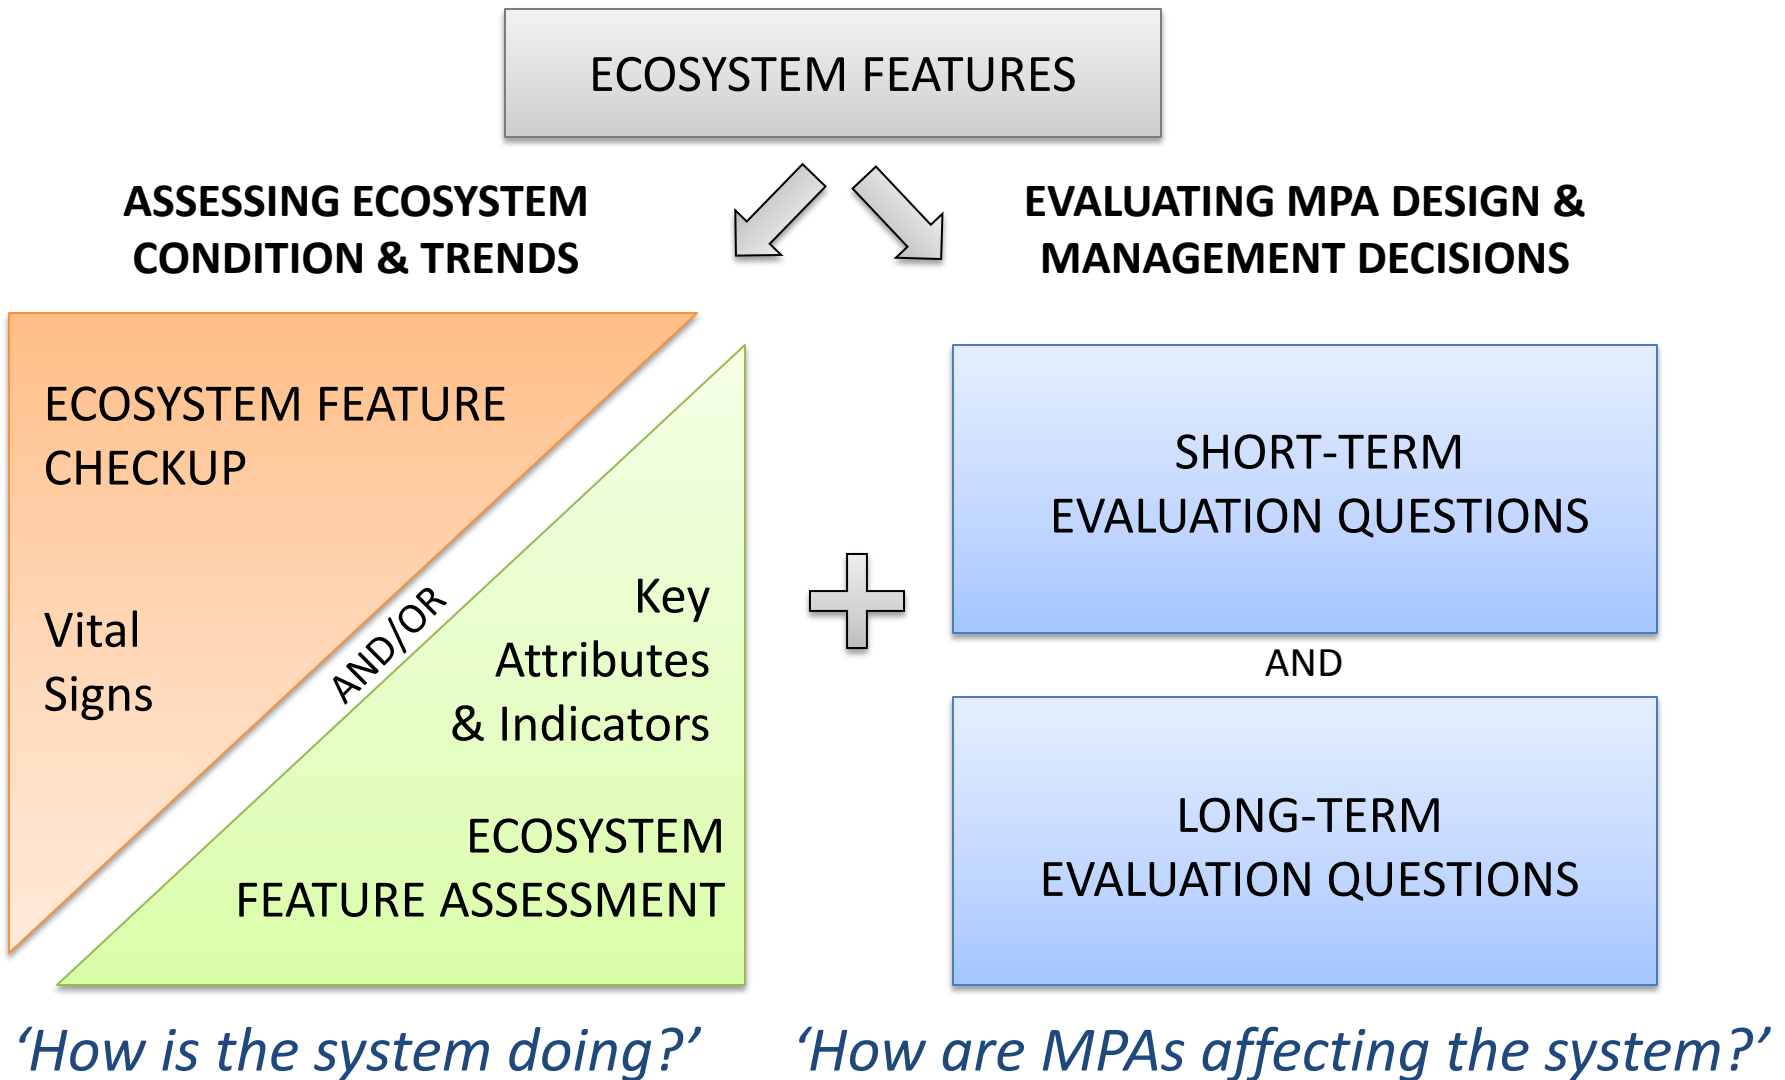 ECOSYSTEM FEATURES
ASSESSING ECOSYSTEM
CONDITION & TRENDS
EVALUATING MPA DESIGN &
MANAGEMENT DECISIONS
ECOSYSTEM FEATURE
CHECKUP
Vital
Signs
AND/OR
Key
Attributes
& Indicators
ECOSYSTEM
FEATURE ASSESSMENT
SHORT-TERM
EVALUATION QUESTIONS
AND
LONG-TERM
EVALUATION QUESTIONS
‘How is the system doing?’
‘How are MPAs affecting the system?’